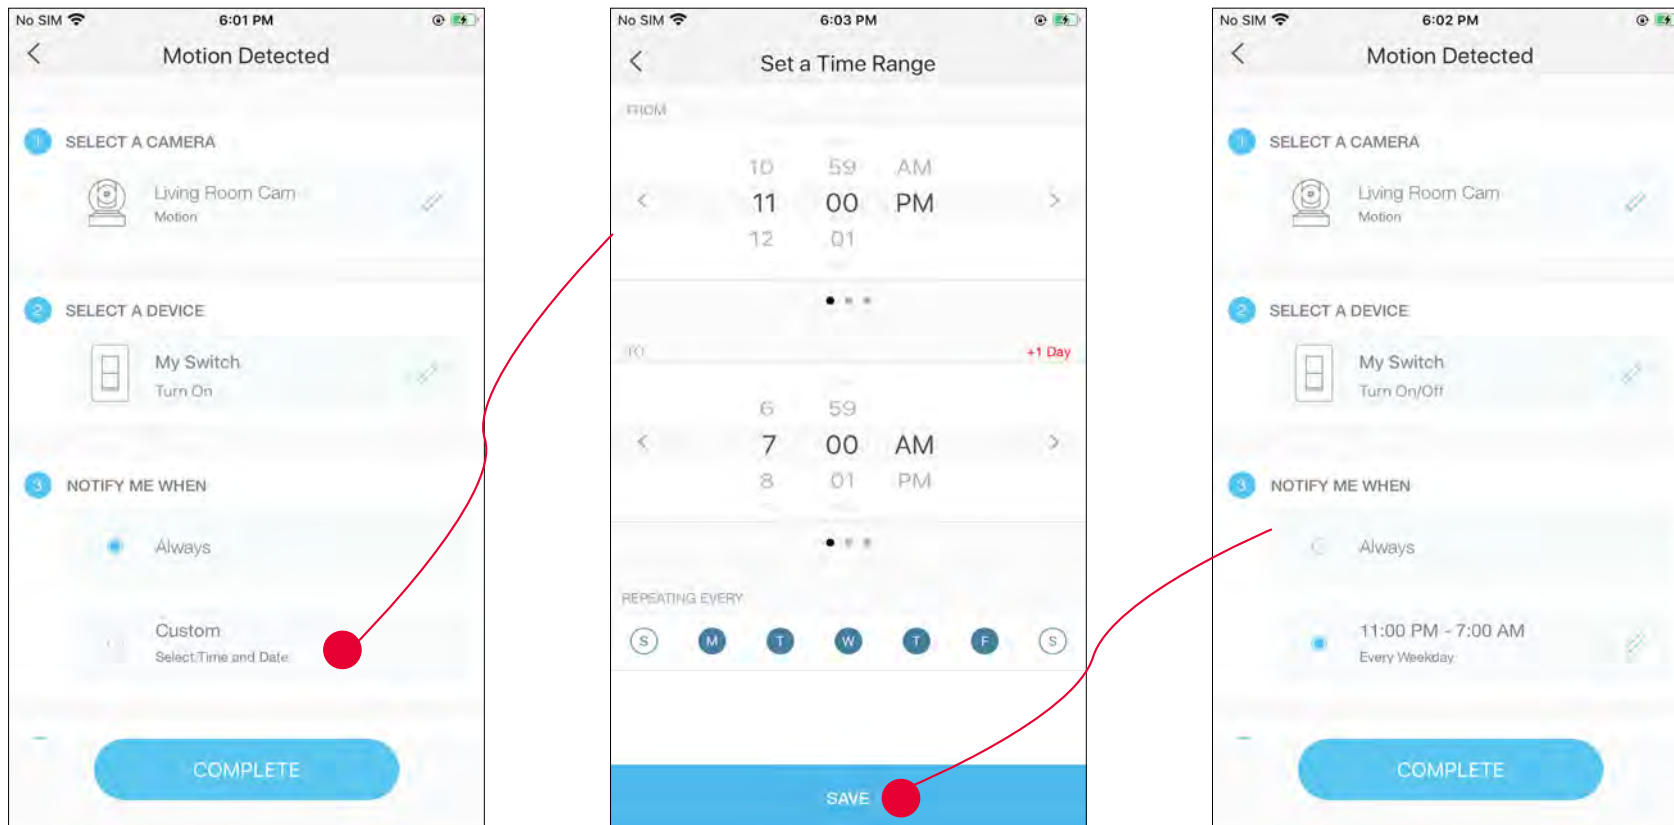 No SIM 6:01 PM
Motion Detected
1 SELECT A CAMERA
Living Room Cam
Motion
2 SELECT A DEVICE
My Switch
Turn On
3 NOTIFY ME WHEN
Always
Custom
Select Time and Date
COMPLETE
No SIM 6:03 PM
Set a Time Range
FROM
10 59 AM
11 00 PM
12 01
TO +1 Day
6 59
7 00 AM
8 01 PM
REPEATING EVERY
S M T W T F S
SAVE
No SIM 6:02 PM
Motion Detected
1 SELECT A CAMERA
Living Room Cam
Motion
2 SELECT A DEVICE
My Switch
Turn On/Off
3 NOTIFY ME WHEN
Always
11:00 PM - 7:00 AM
Every Weekday
COMPLETE